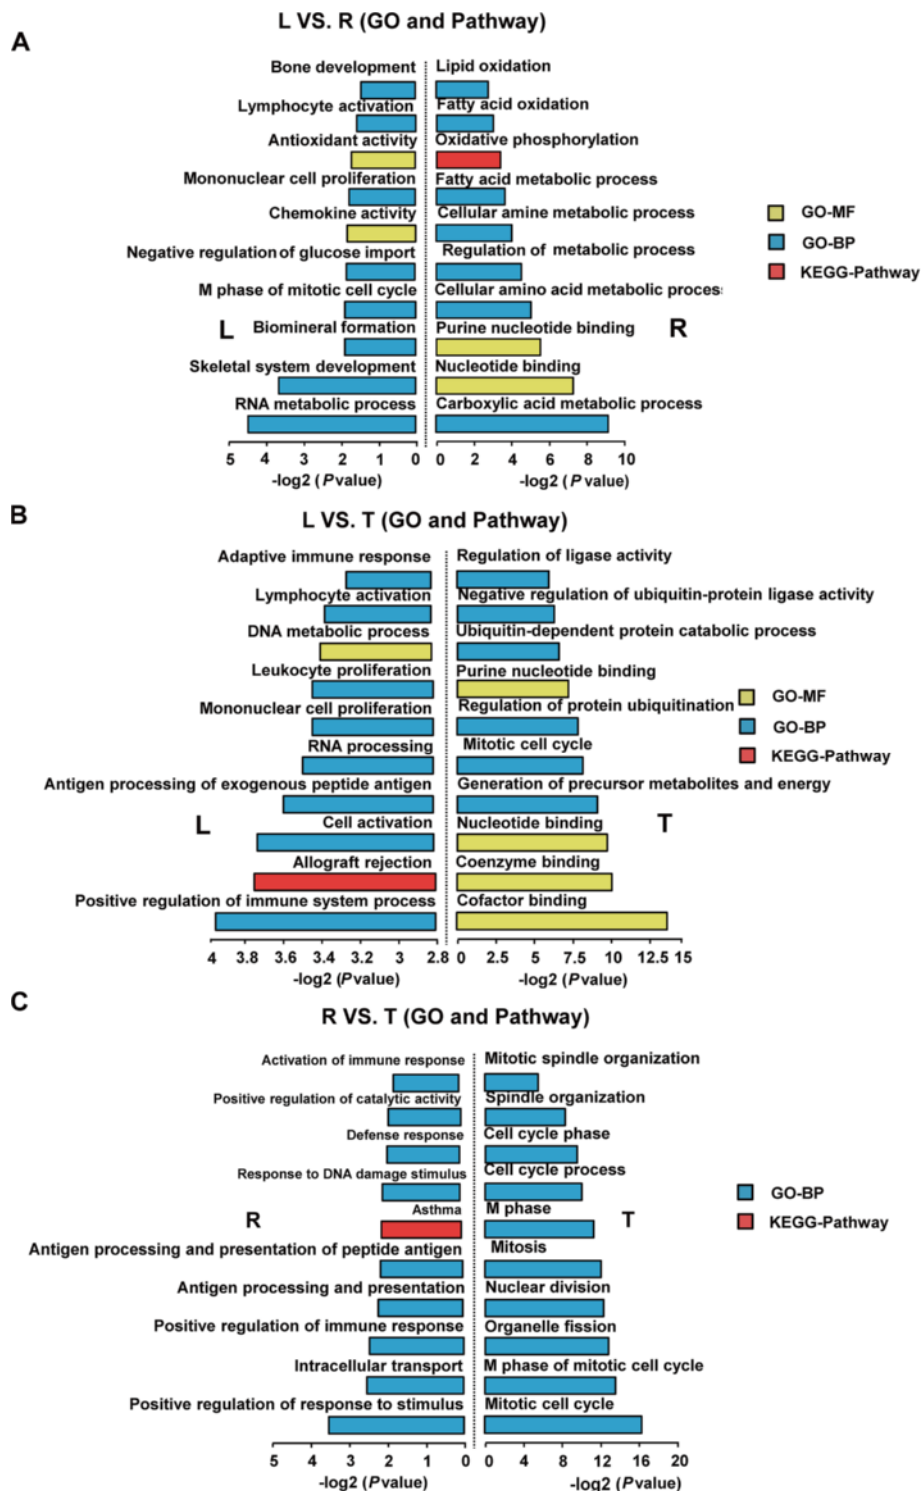 A
L VS. R (GO and Pathway)
Bone development
Lymphocyte activation
Antioxidant activity
Mononuclear cell proliferation
Chemokine activity
Negative regulation of glucose import
M phase of mitotic cell cycle
Biomineral formation
Skeletal system development
RNA metabolic process
L
Lipid oxidation
Fatty acid oxidation
Oxidative phosphorylation
Fatty acid metabolic process
Cellular amine metabolic process
Regulation of metabolic process
Cellular amino acid metabolic process
Purine nucleotide binding
Nucleotide binding
Carboxylic acid metabolic process
R
GO-MF
GO-BP
KEGG-Pathway
5 4 3 2 1 0
-log2 (P value)
0 2 4 6 8 10
-log2 (P value)
B
L VS. T (GO and Pathway)
Adaptive immune response
Lymphocyte activation
DNA metabolic process
Leukocyte proliferation
Mononuclear cell proliferation
RNA processing
Antigen processing of exogenous peptide antigen
Cell activation
Allograft rejection
Positive regulation of immune system process
L
Regulation of ligase activity
Negative regulation of ubiquitin-protein ligase activity
Ubiquitin-dependent protein catabolic process
Purine nucleotide binding
Regulation of protein ubiquitination
Mitotic cell cycle
Generation of precursor metabolites and energy
Nucleotide binding
Coenzyme binding
Cofactor binding
T
GO-MF
GO-BP
KEGG-Pathway
4 3.8 3.6 3.4 3.2 3 2.8
-log2 (P value)
0 2.5 5 7.5 10 12.5 15
-log2 (P value)
C
R VS. T (GO and Pathway)
Activation of immune response
Positive regulation of catalytic activity
Defense response
Response to DNA damage stimulus
Asthma
Antigen processing and presentation of peptide antigen
Antigen processing and presentation
Positive regulation of immune response
Intracellular transport
Positive regulation of response to stimulus
R
Mitotic spindle organization
Spindle organization
Cell cycle phase
Cell cycle process
M phase
Mitosis
Nuclear division
Organelle fission
M phase of mitotic cell cycle
Mitotic cell cycle
T
GO-BP
KEGG-Pathway
5 4 3 2 1 0
-log2 (P value)
0 4 8 12 16 20
-log2 (P value)